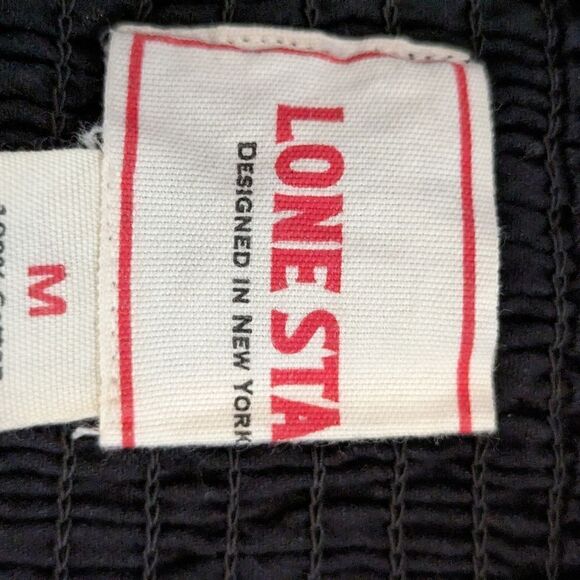 LONE STA
DESIGNED IN NEW YORK
M